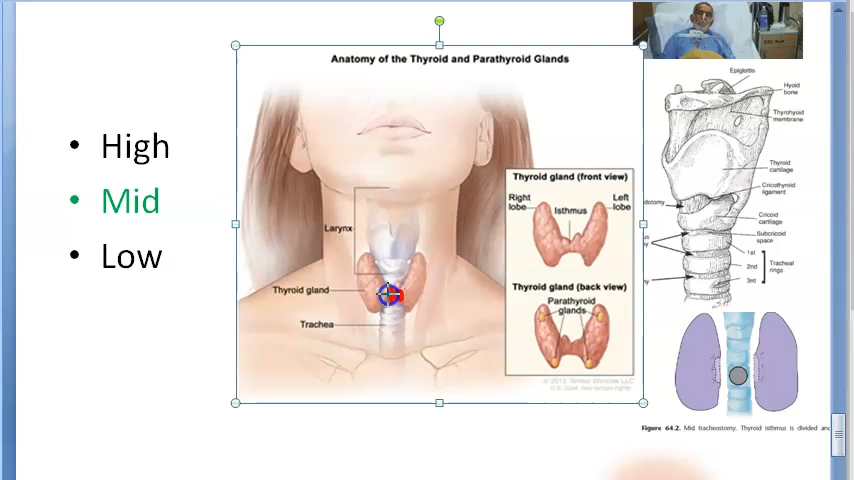 • High
• Mid
• Low
Anatomy of the Thyroid and Parathyroid Glands
Larynx
Thyroid gland
Trachea
Thyroid gland (front view)
Right lobe
Left lobe
Isthmus
Thyroid gland (back view)
Parathyroid glands
© 2012 Terese Winslow LLC
U.S. Govt. has certain rights
Epiglottis
Hyoid bone
Thyrohyoid membrane
Thyroid cartilage
Cricothyroid ligament
Cricoid cartilage
Subcricoid space
1st
2nd
3rd
Tracheal rings
Figure 64.2. Mid tracheostomy. Thyroid isthmus is divided